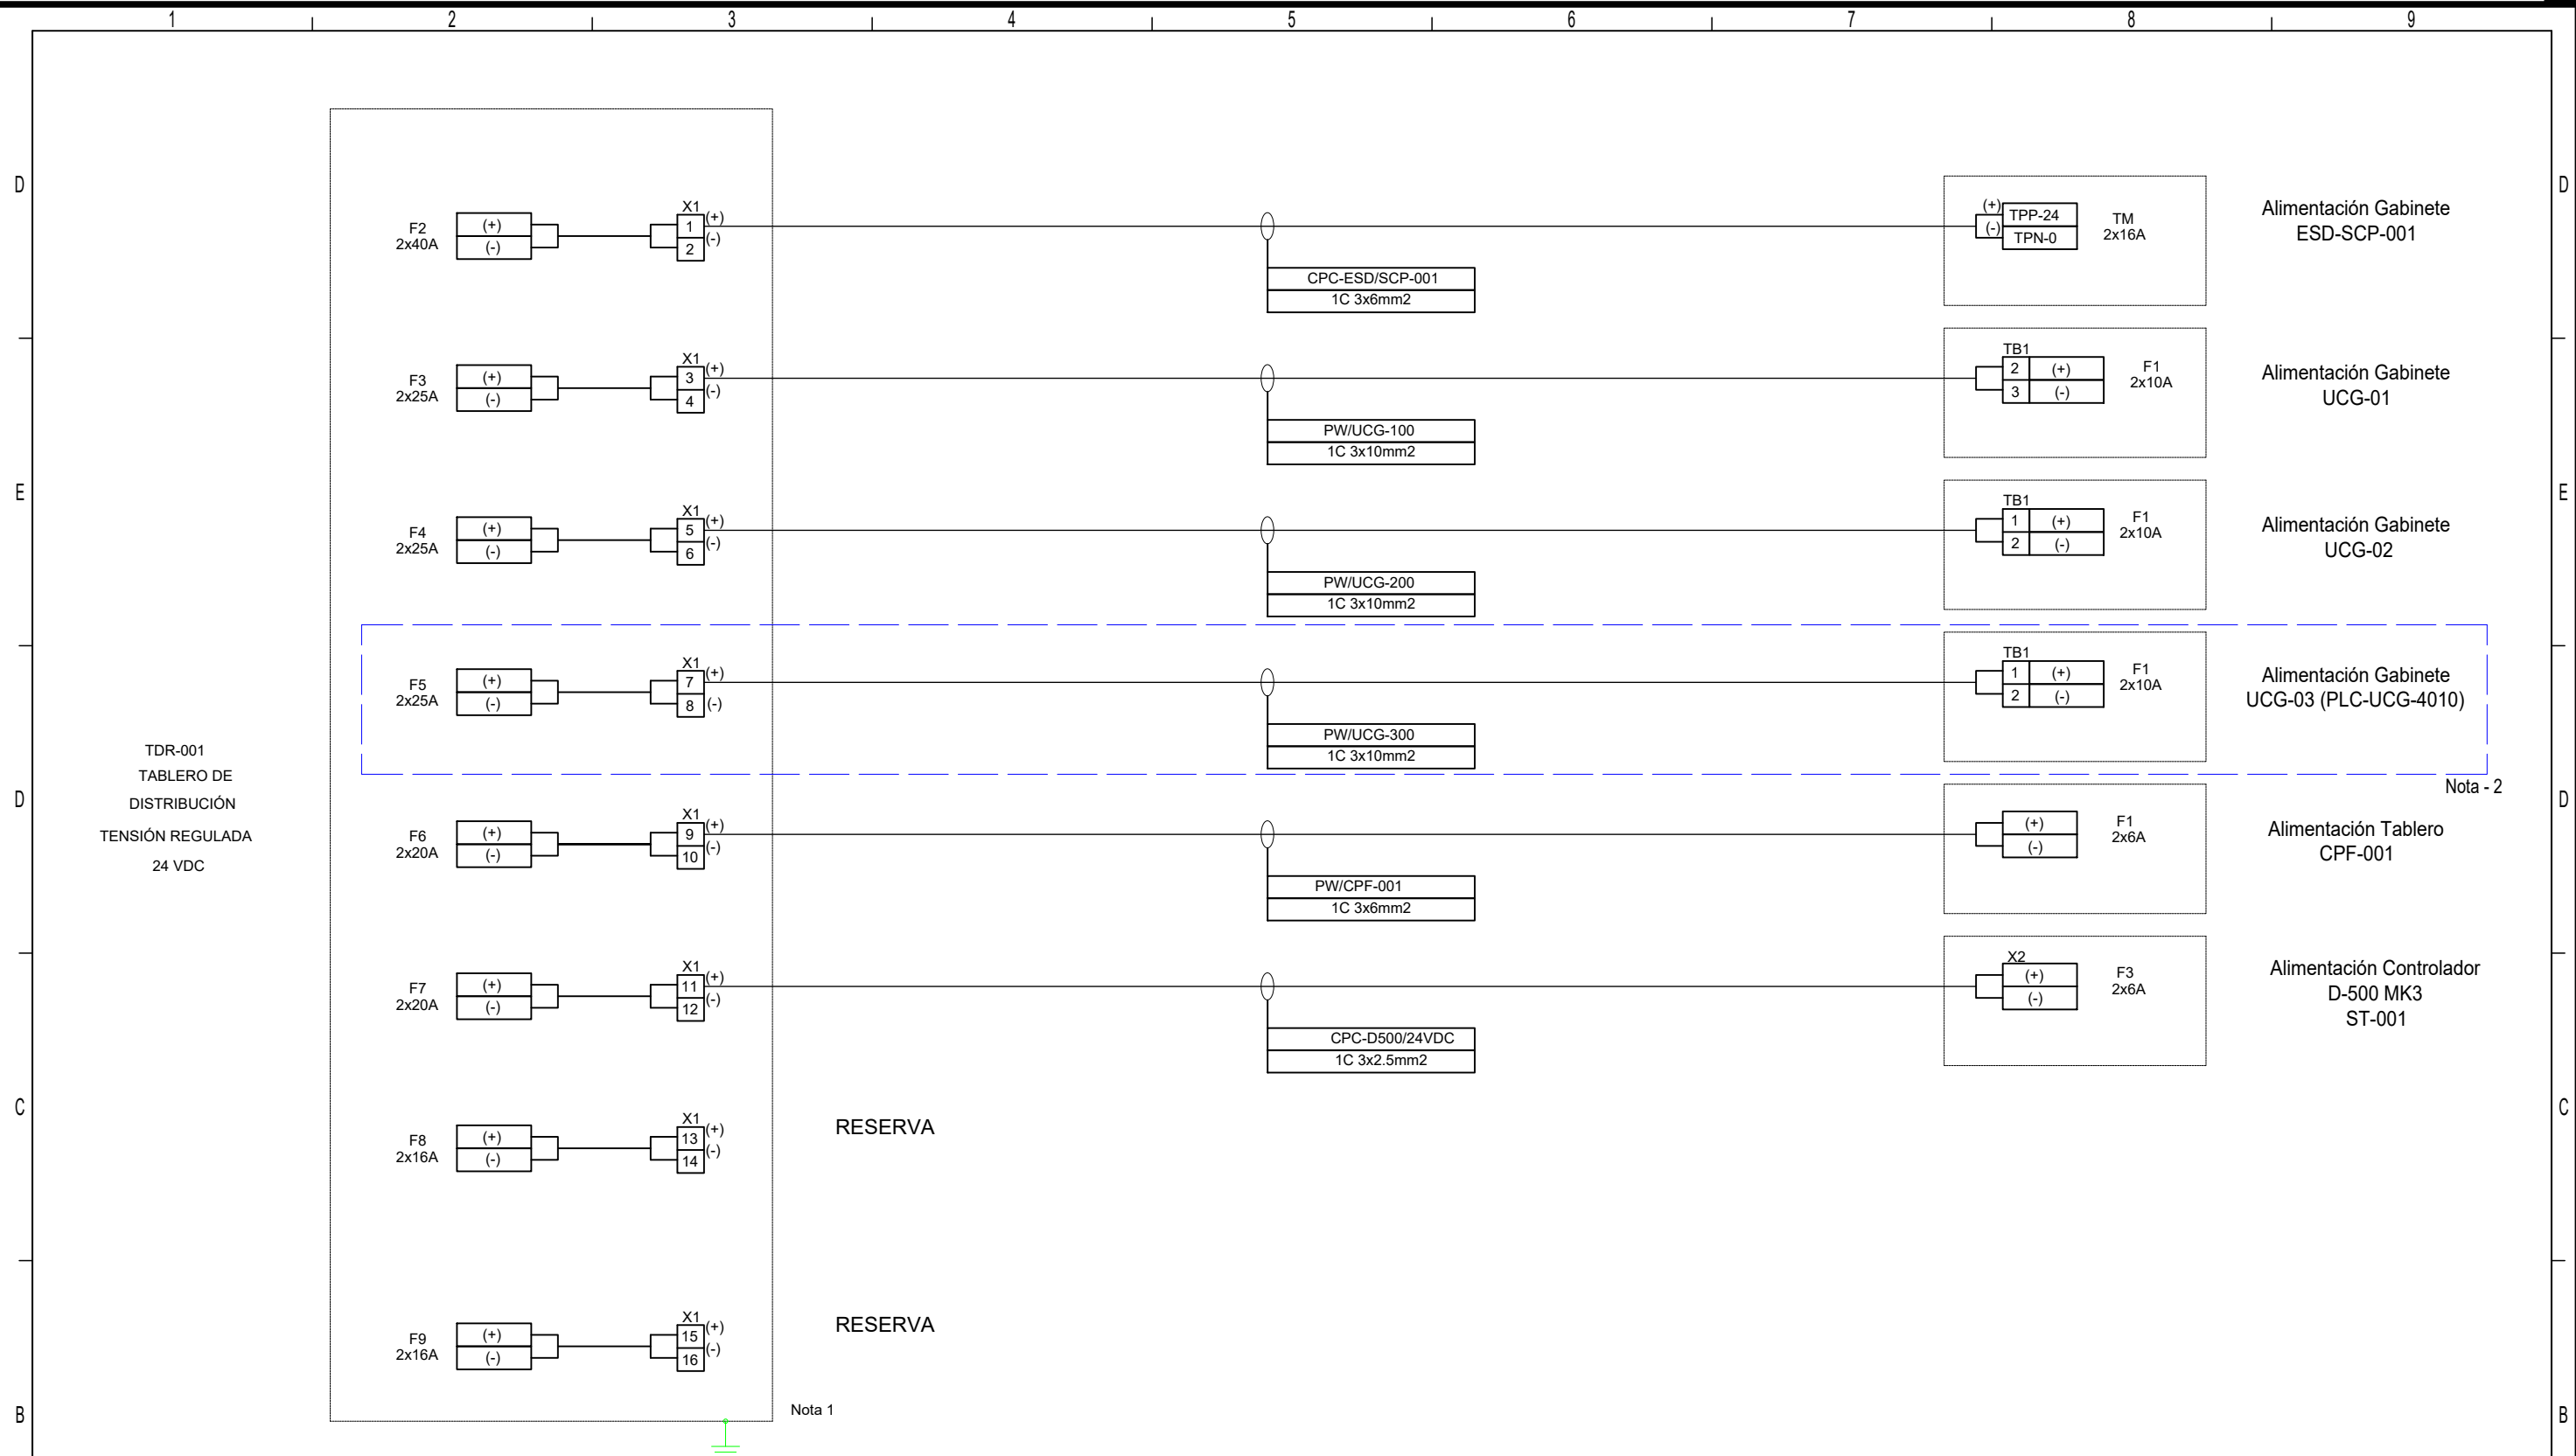 1 2 3 4 5 6 7 8 9
D D
X1
F2 (+) 1 (+)
2x40A (-) 2 (-)
CPC-ESD/SCP-001
1C 3x6mm2
(+) TPP-24 TM
(-) TPN-0 2x16A
Alimentación Gabinete
ESD-SCP-001
X1
F3 (+) 3 (+)
2x25A (-) 4 (-)
PW/UCG-100
1C 3x10mm2
TB1
2 (+) F1
3 (-) 2x10A
Alimentación Gabinete
UCG-01
E E
X1
F4 (+) 5 (+)
2x25A (-) 6 (-)
PW/UCG-200
1C 3x10mm2
TB1
1 (+) F1
2 (-) 2x10A
Alimentación Gabinete
UCG-02
X1
F5 (+) 7 (+)
2x25A (-) 8 (-)
PW/UCG-300
1C 3x10mm2
TB1
1 (+) F1
2 (-) 2x10A
Alimentación Gabinete
UCG-03 (PLC-UCG-4010)
Nota - 2
TDR-001
TABLERO DE
DISTRIBUCIÓN
TENSIÓN REGULADA
24 VDC
D D
X1
F6 (+) 9 (+)
2x20A (-) 10 (-)
PW/CPF-001
1C 3x6mm2
(+) F1
(-) 2x6A
Alimentación Tablero
CPF-001
X1
F7 (+) 11 (+)
2x20A (-) 12 (-)
CPC-D500/24VDC
1C 3x2.5mm2
X2
(+) F3
(-) 2x6A
Alimentación Controlador
D-500 MK3
ST-001
C C
X1
F8 (+) 13 (+)
2x16A (-) 14 (-)
RESERVA
X1
F9 (+) 15 (+)
2x16A (-) 16 (-)
RESERVA
B B
Nota 1